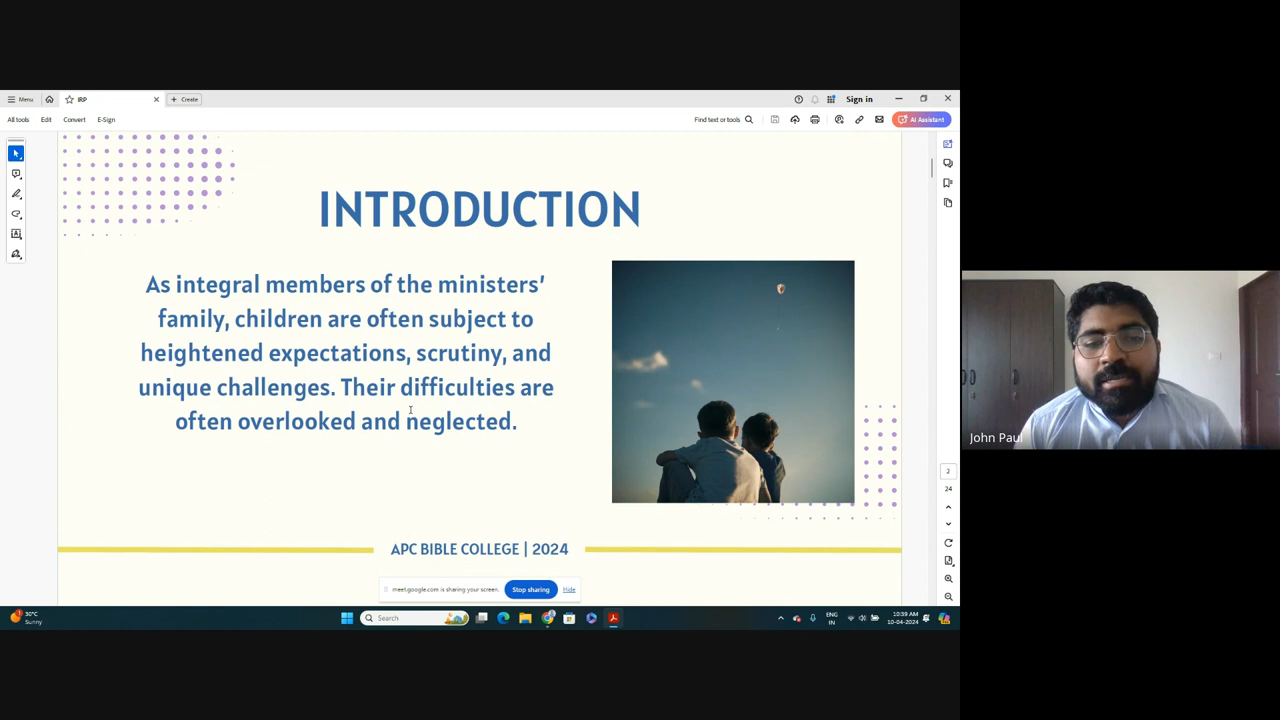 Menu
IRP
Create
Sign in
All tools
Edit
Convert
E-Sign
Find text or tools
AI Assistant
INTRODUCTION
As integral members of the ministers’
family, children are often subject to
heightened expectations, scrutiny, and
unique challenges. Their difficulties are
often overlooked and neglected.
APC BIBLE COLLEGE | 2024
2
24
meet.google.com is sharing your screen.
Stop sharing
Hide
John Paul
30°C
Sunny
Search
ENG
IN
10:39 AM
10-04-2024